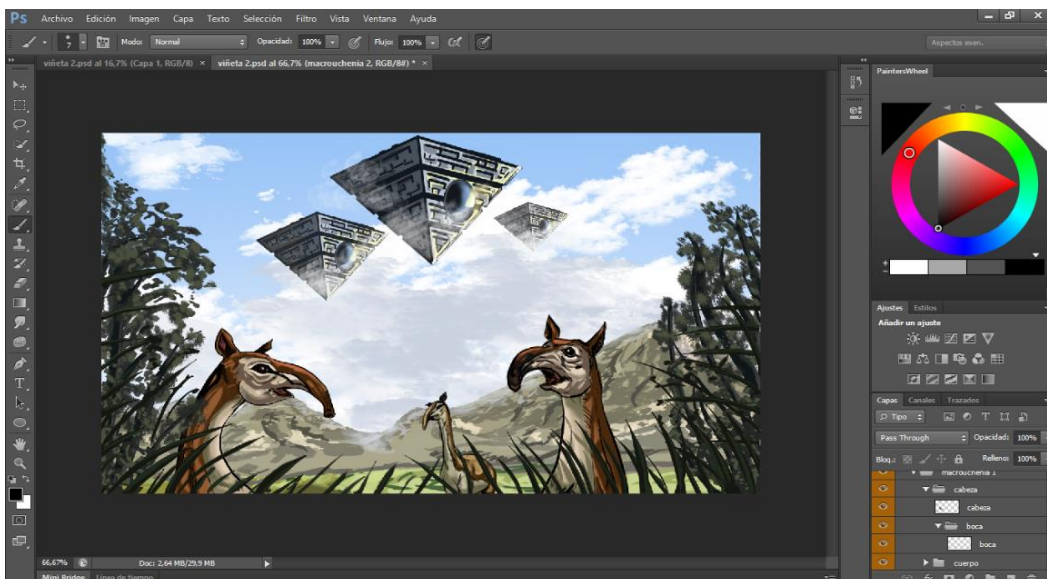 Ps Archivo Edición Imagen Capa Texto Selección Filtro Vista Ventana Ayuda
7 Modo: Normal Opacidad: 100% Flujo: 100% Aspectos esen.
viñeta 2.psd al 16,7% (Capa 1, RGB/8) × viñeta 2.psd al 66,7% (macrouchenia 2, RGB/8#) * ×
PaintersWheel
Ajustes Estilos
Añadir un ajuste
Capas Canales Trazados
Tipo
Pass Through Opacidad: 100%
Bloq.: Relleno: 100%
macrouchenia 1
cabeza
cabeza
boca
boca
cuerpo
66,67% Doc: 2,64 MB/29,9 MB
Mini Bridge Línea de tiempo